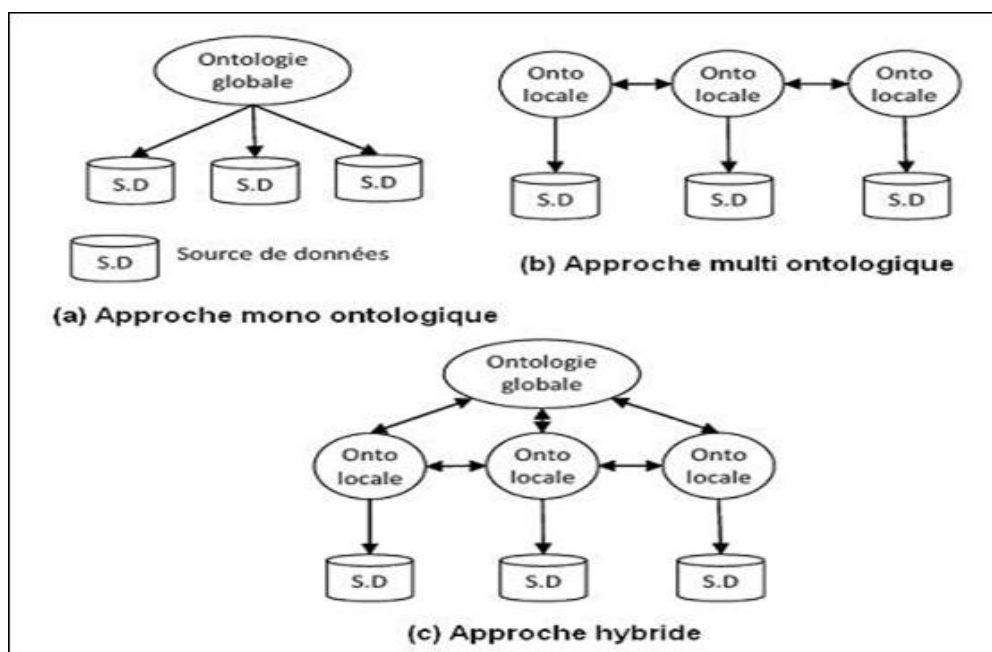 Ontologie
globale
S.D
S.D
S.D
S.D
Source de données
(a) Approche mono ontologique
Onto
locale
Onto
locale
Onto
locale
S.D
S.D
S.D
(b) Approche multi ontologique
Ontologie
globale
Onto
locale
Onto
locale
Onto
locale
S.D
S.D
S.D
(c) Approche hybride